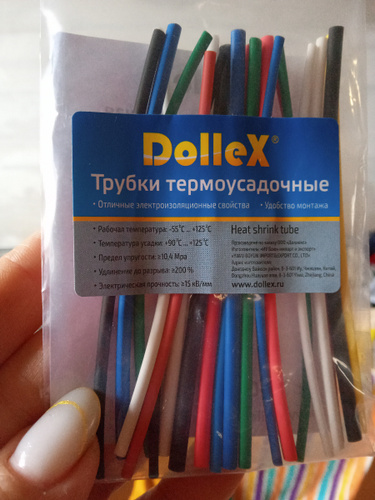 DolleX®
Трубки термоусадочные
• Отличные электроизоляционные свойства • Удобство монтажа
• Рабочая температура: -55°C ... +125°C
• Температура усадки: +90°C ... +125°C
• Предел упругости: ≥10,4 Mpa
• Удлинение до разрыва: ≥200 %
• Электрическая прочность: ≥15 кВ/мм
Heat shrink tube
www.dollex.ru